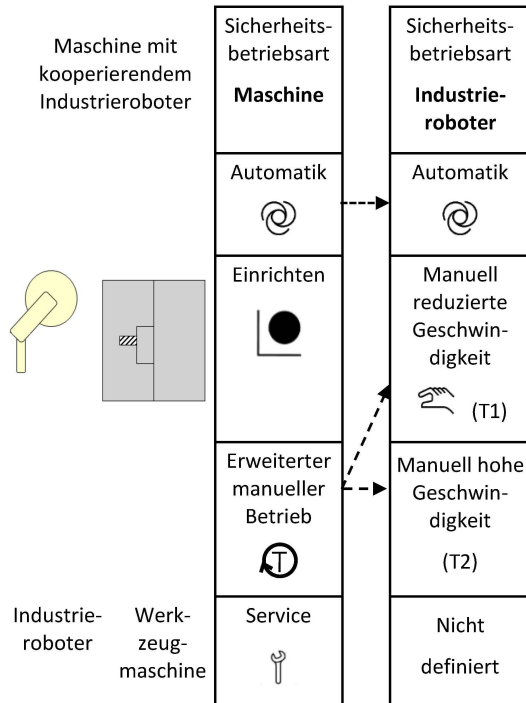 Maschine mit
kooperierendem
Industrieroboter
Sicherheits-
betriebsart
Maschine
Sicherheits-
betriebsart
Industrie-
roboter
Automatik
Automatik
Einrichten
Manuell
reduzierte
Geschwin-
digkeit
(T1)
Erweiterter
manueller
Betrieb
T
Manuell hohe
Geschwin-
digkeit
(T2)
Industrie-
roboter
Werk-
zeug-
maschine
Service
Nicht
definiert